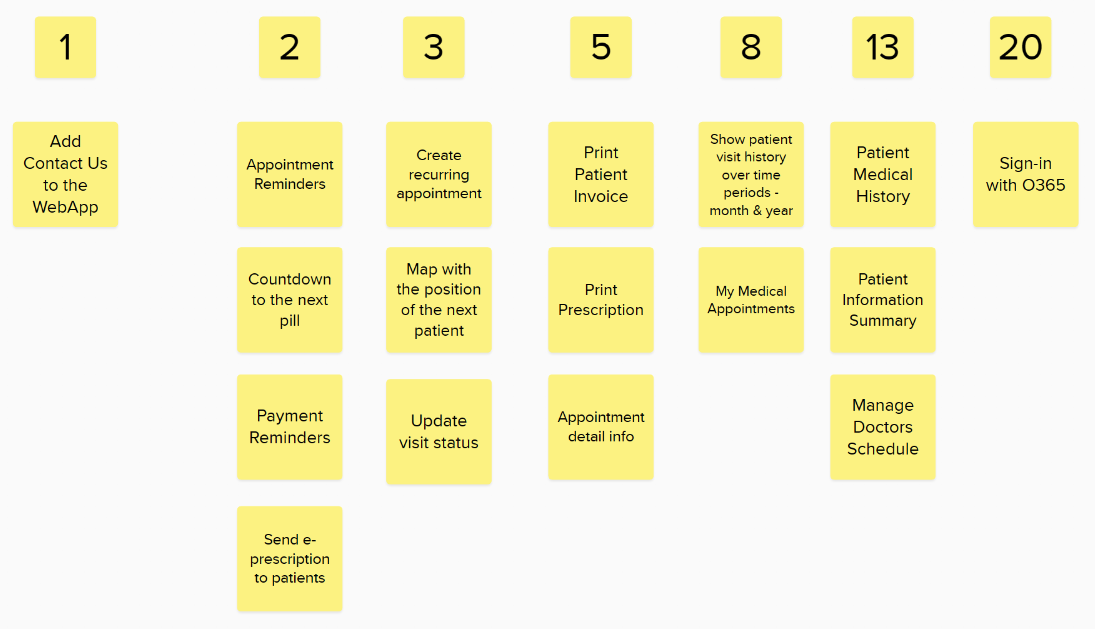 1
2
3
5
8
13
20
Add
Contact Us
to the
WebApp
Appointment
Reminders
Create
recurring
appointment
Print
Patient
Invoice
Show patient
visit history
over time
periods -
month & year
Patient
Medical
History
Sign-in
with O365
Countdown
to the next
pill
Map with
the position
of the next
patient
Print
Prescription
My Medical
Appointments
Patient
Information
Summary
Payment
Reminders
Update
visit status
Appointment
detail info
Manage
Doctors
Schedule
Send e-
prescription
to patients